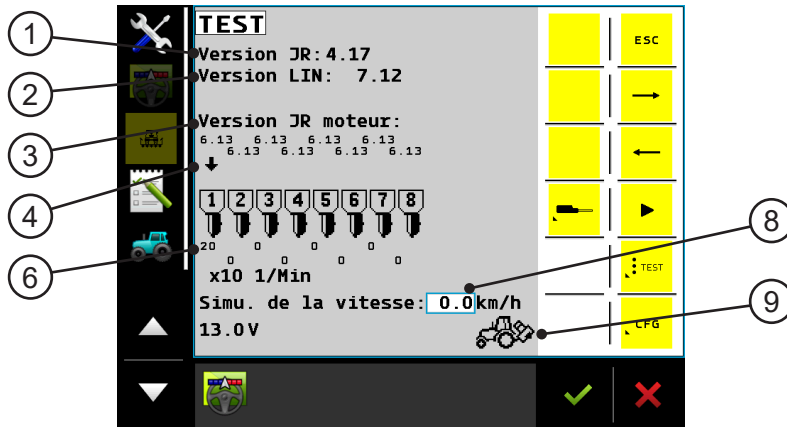 TEST
Version JR: 4.17
Version LIN: 7.12
Version JR moteur:
6.13 6.13 6.13 6.13
6.13 6.13 6.13 6.13
1 2 3 4 5 6 7 8
20 0 0 0
0 0 0 0
x10 1/Min
Simu. de la vitesse: 0.0 km/h
13.0V
ESC
TEST
CFG
1
2
3
4
6
8
9